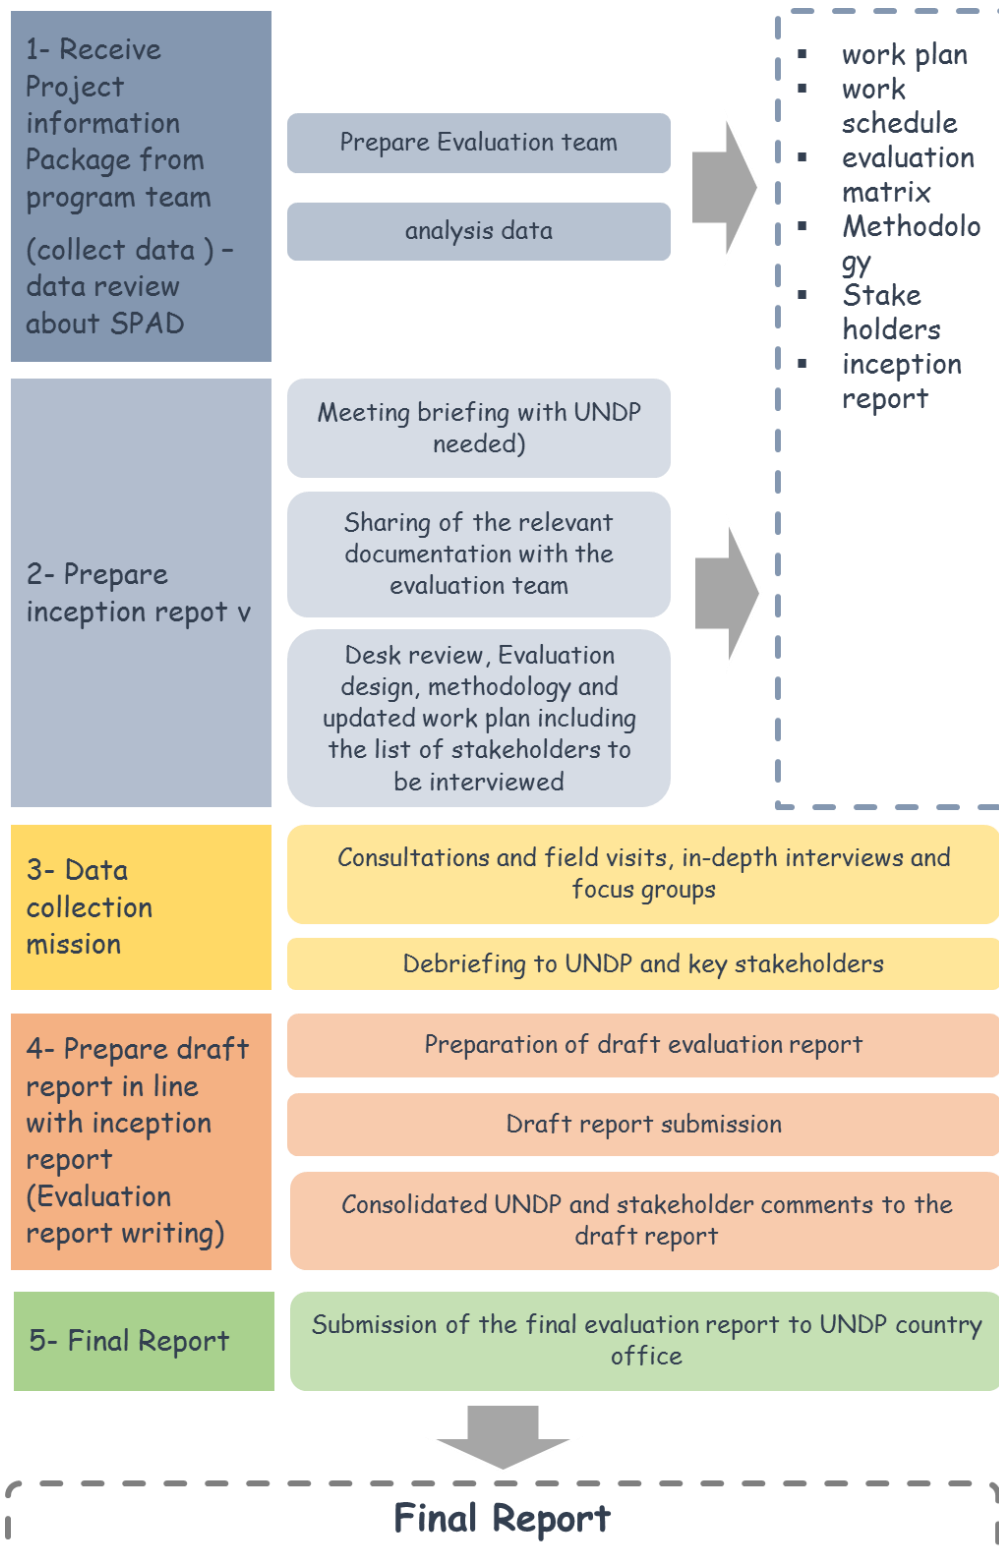 1- Receive
Project
information
Package from
program team
(collect data ) –
data review
about SPAD
Prepare Evaluation team
analysis data
▪ work plan
▪ work
schedule
▪ evaluation
matrix
▪ Methodolo
gy
▪ Stake
holders
▪ inception
report
2- Prepare
inception repot v
Meeting briefing with UNDP
needed)
Sharing of the relevant
documentation with the
evaluation team
Desk review, Evaluation
design, methodology and
updated work plan including
the list of stakeholders to
be interviewed
3- Data
collection
mission
Consultations and field visits, in-depth interviews and
focus groups
Debriefing to UNDP and key stakeholders
4- Prepare draft
report in line
with inception
report
(Evaluation
report writing)
Preparation of draft evaluation report
Draft report submission
Consolidated UNDP and stakeholder comments to the
draft report
5- Final Report
Submission of the final evaluation report to UNDP country
office
Final Report